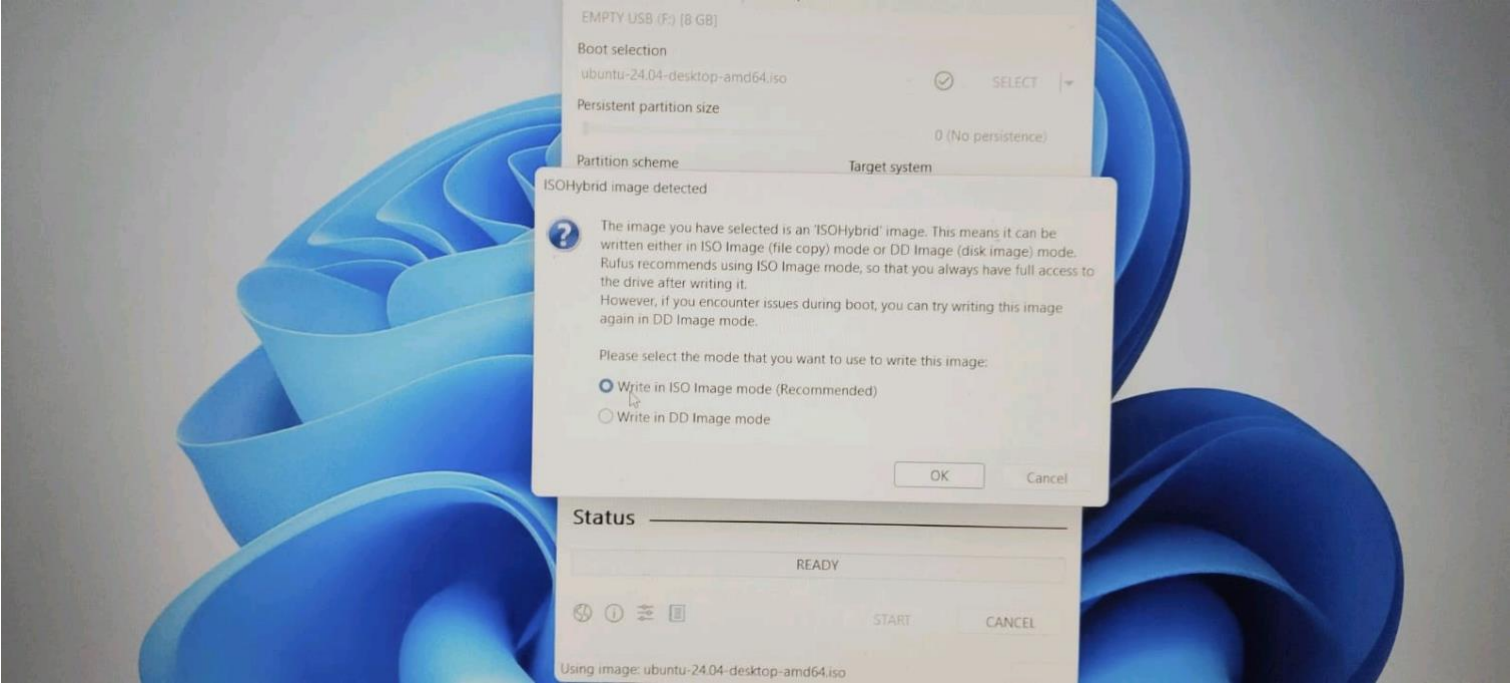 EMPTY USB (F:) [8 GB]
Boot selection
ubuntu-24.04-desktop-amd64.iso
SELECT
Persistent partition size
0 (No persistence)
Partition scheme
Target system
ISOHybrid image detected
The image you have selected is an 'ISOHybrid' image. This means it can be
written either in ISO Image (file copy) mode or DD Image (disk image) mode.
Rufus recommends using ISO Image mode, so that you always have full access to
the drive after writing it.
However, if you encounter issues during boot, you can try writing this image
again in DD Image mode.
Please select the mode that you want to use to write this image:
Write in ISO Image mode (Recommended)
Write in DD Image mode
OK
Cancel
Status
READY
START
CANCEL
Using image: ubuntu-24.04-desktop-amd64.iso